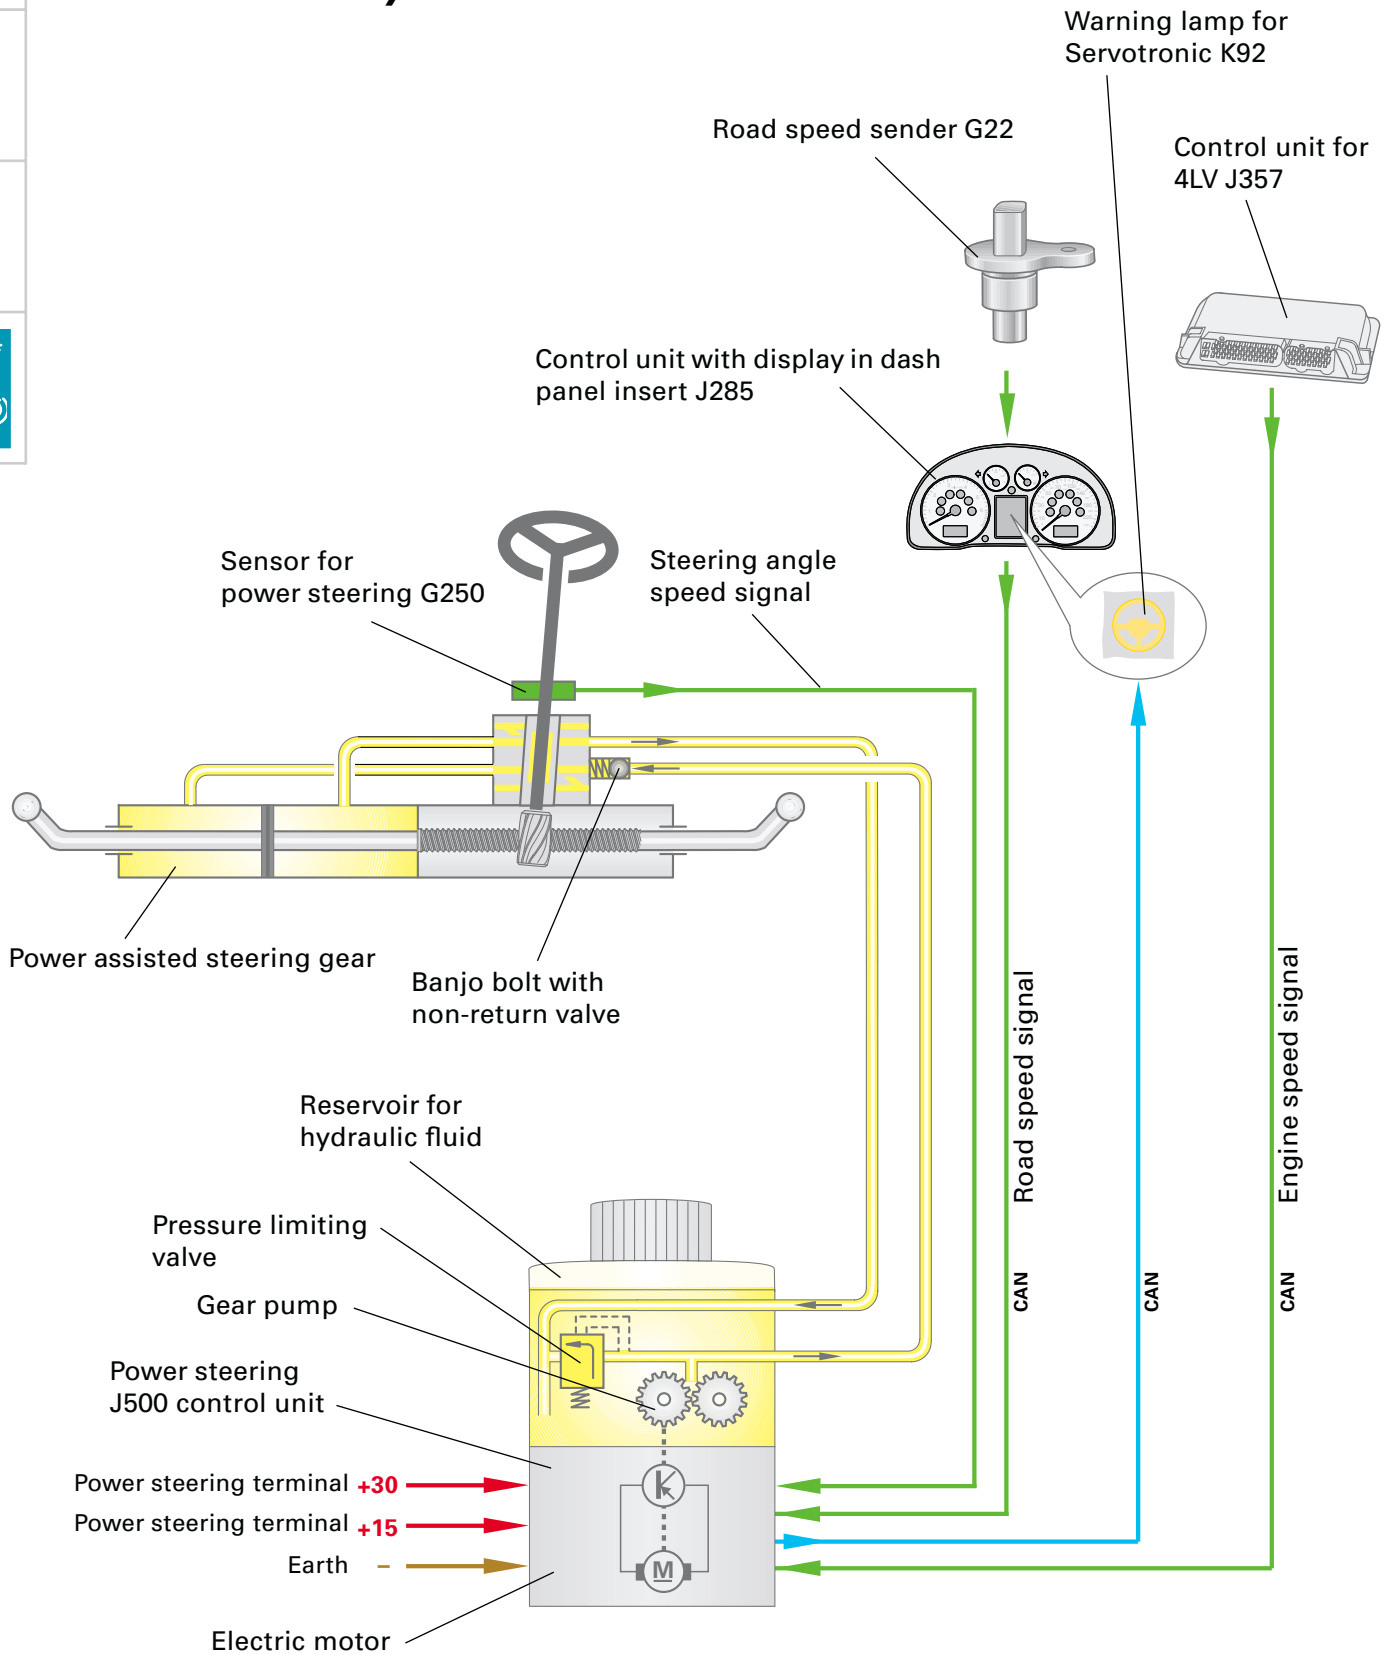 Warning lamp for
Servotronic K92
Road speed sender G22
Control unit for
4LV J357
Control unit with display in dash
panel insert J285
Sensor for
power steering G250
Steering angle
speed signal
Power assisted steering gear
Banjo bolt with
non-return valve
Road speed signal
Engine speed signal
Reservoir for
hydraulic fluid
Pressure limiting
valve
Gear pump
CAN
CAN
CAN
Power steering
J500 control unit
Power steering terminal +30
Power steering terminal +15
Earth –
M
Electric motor